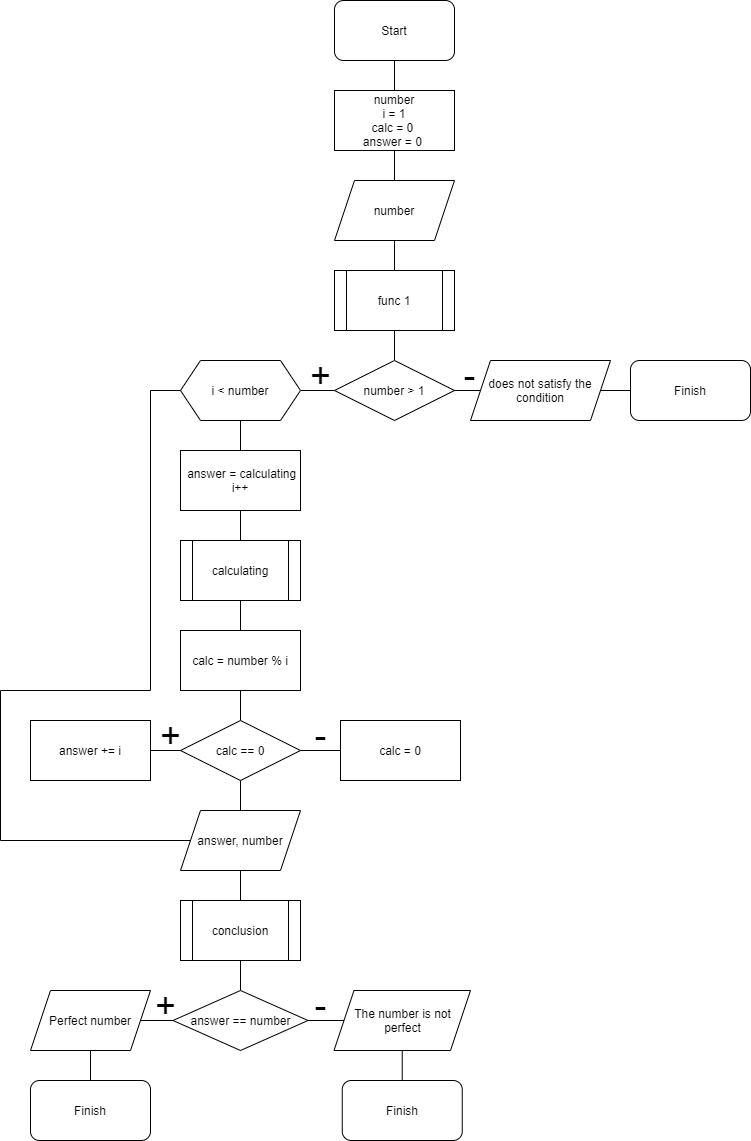 Start
number
i = 1
calc = 0
answer = 0
number
func 1
i < number
+
number > 1
-
does not satisfy the
condition
Finish
answer = calculating
i++
calculating
calc = number % i
answer += i
+
calc == 0
-
calc = 0
answer, number
conclusion
Perfect number
+
answer == number
-
The number is not
perfect
Finish
Finish